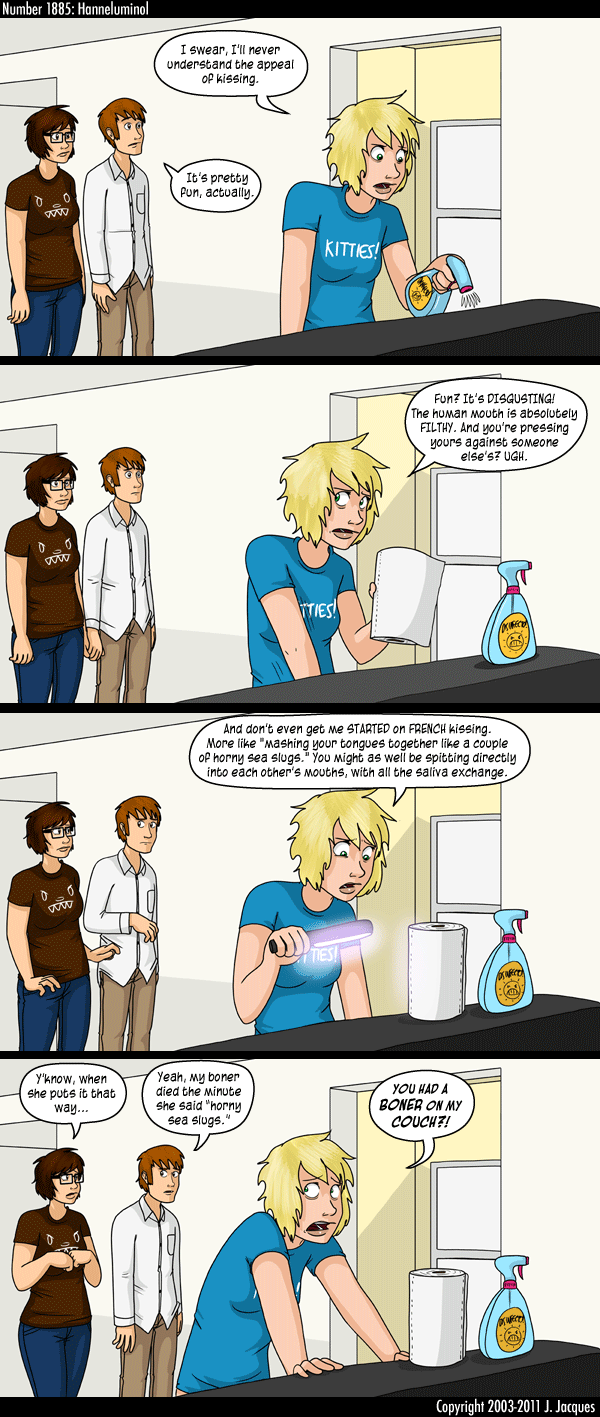 Number 1885: Hanneluminol
I swear, I'll never
understand the appeal
of kissing.
It's pretty
fun, actually.
KITTIES!
Fun? It's DISGUSTING!
The human mouth is absolutely
FILTHY. And you're pressing
yours against someone
else's? UGH.
TTIES!
DISINFECTO
And don't even get me STARTED on FRENCH kissing.
More like "mashing your tongues together like a couple
of horny sea slugs." You might as well be spitting directly
into each other's mouths, with all the saliva exchange.
TTIES!
DISINFECTO
Y'know, when
she puts it that
way...
Yeah, my boner
died the minute
she said "horny
sea slugs."
YOU HAD A
BONER ON MY
COUCH?!
DISINFECTO
Copyright 2003-2011 J. Jacques